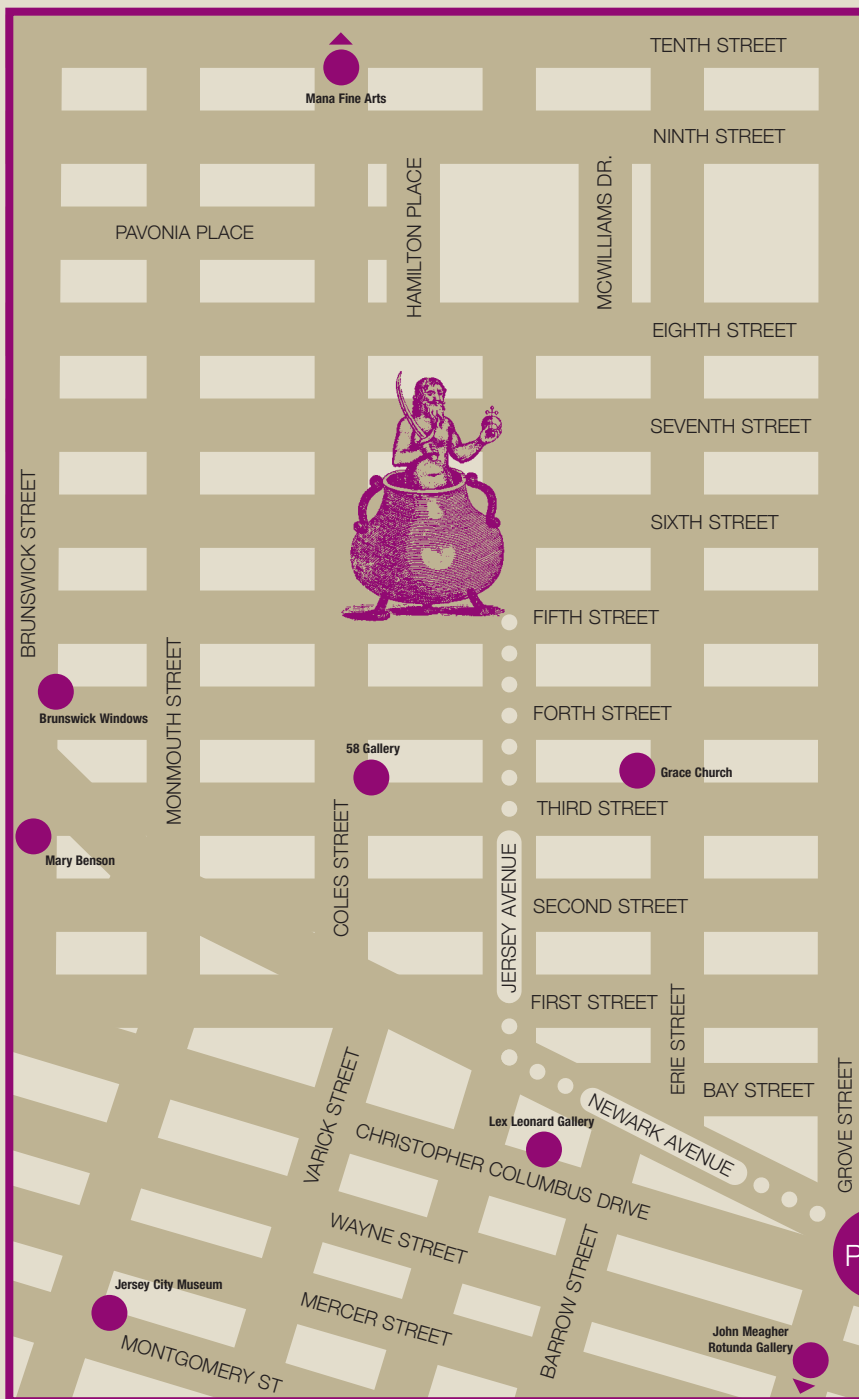 TENTH STREET
Mana Fine Arts
NINTH STREET
HAMILTON PLACE
MCWILLIAMS DR.
PAVONIA PLACE
EIGHTH STREET
SEVENTH STREET
BRUNSWICK STREET
SIXTH STREET
FIFTH STREET
MONMOUTH STREET
Brunswick Windows
FORTH STREET
58 Gallery
Grace Church
COLES STREET
THIRD STREET
Mary Benson
JERSEY AVENUE
SECOND STREET
ERIE STREET
FIRST STREET
VARICK STREET
GROVE STREET
BAY STREET
NEWARK AVENUE
Lex Leonard Gallery
CHRISTOPHER COLUMBUS DRIVE
WAYNE STREET
BARROW STREET
Jersey City Museum
MERCER STREET
John Meagher
Rotunda Gallery
MONTGOMERY ST
P